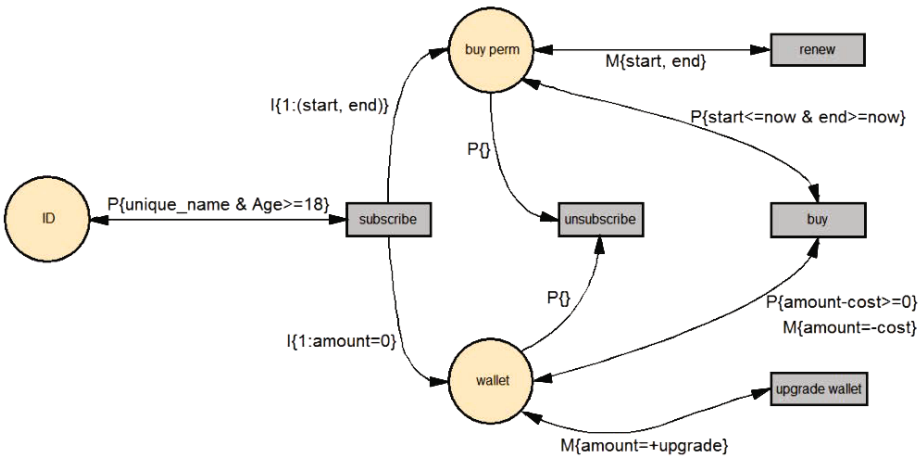 buy perm
renew
M{start, end}
I{1:(start, end)}
P{start<=now & end>=now}
P{}
ID
P{unique_name & Age>=18}
subscribe
unsubscribe
buy
P{}
P{amount-cost>=0}
M{amount=-cost}
I{1:amount=0}
wallet
upgrade wallet
M{amount=+upgrade}